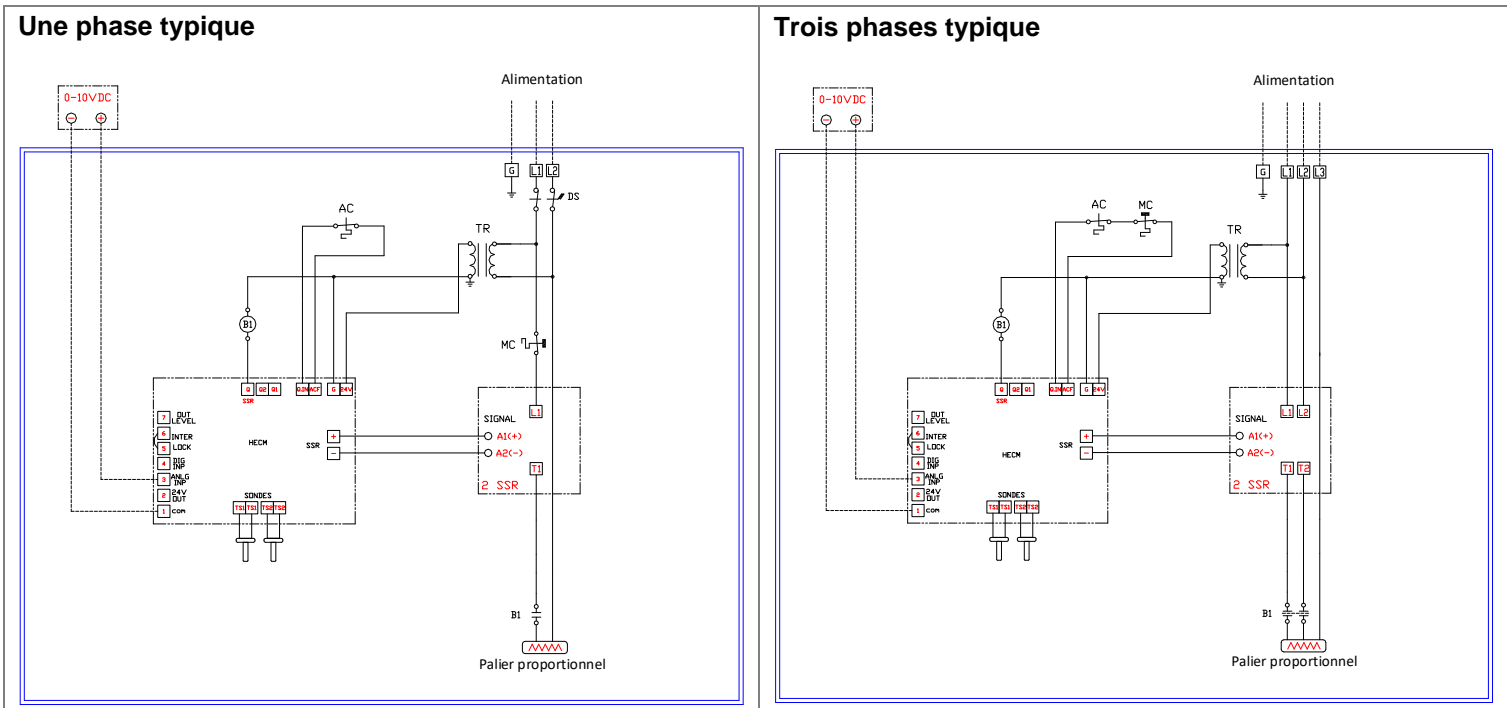 Une phase typique
Alimentation
0-10VDC
G L1 L2
DS
AC
TR
B1
MC
Q Q2 Q1 Q.IN ACF G 24V
SSR
L1
7 OUT LEVEL
6 INTER
5 LOCK
4 DIG INP
3 ANLG INP
2 24V OUT
1 COM
HECM
SSR
+
-
SIGNAL
A1(+)
A2(-)
T1
2 SSR
SONDES
TS1 TS1 TS2 TS2
B1
Palier proportionnel
Trois phases typique
Alimentation
0-10VDC
G L1 L2 L3
AC MC
TR
B1
Q Q2 Q1 Q.IN ACF G 24V
SSR
L1 L2
7 OUT LEVEL
6 INTER
5 LOCK
4 DIG INP
3 ANLG INP
2 24V OUT
1 COM
HECM
SSR
+
-
SIGNAL
A1(+)
A2(-)
T1 T2
2 SSR
SONDES
TS1 TS1 TS2 TS2
B1
Palier proportionnel